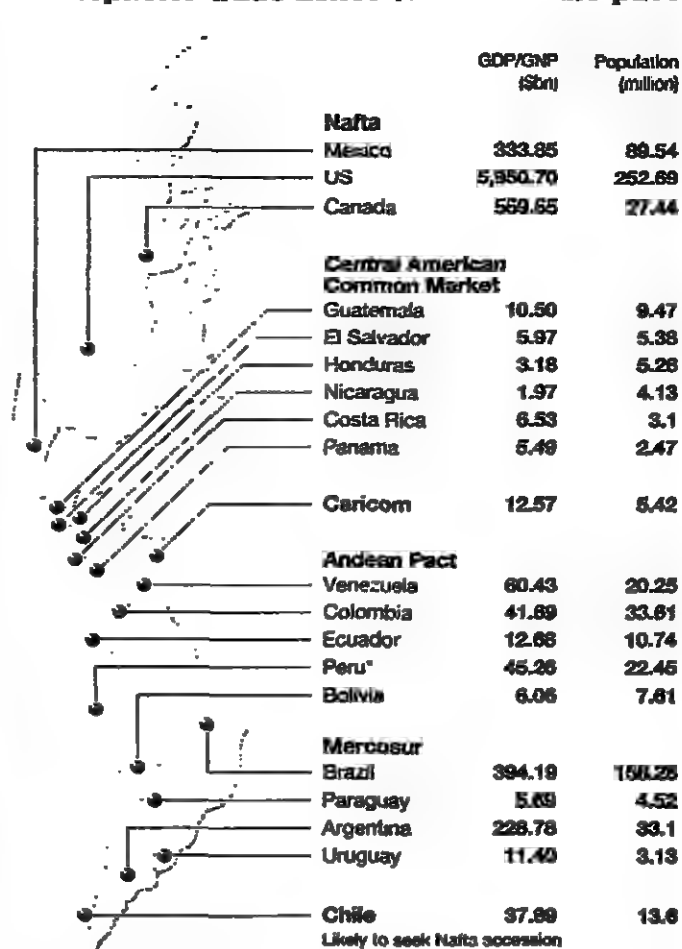 GDP/GNP Population
($bn) (million)
Nafta
Mexico 333.85 89.54
US 5,950.70 252.69
Canada 569.65 27.44
Central American
Common Market
Guatemala 10.50 9.47
El Salvador 5.97 5.38
Honduras 3.18 5.26
Nicaragua 1.97 4.13
Costa Rica 6.53 3.1
Panama 5.49 2.47
Caricom 12.57 5.42
Andean Pact
Venezuela 60.43 20.25
Colombia 41.69 33.61
Ecuador 12.68 10.74
Peru* 45.26 22.45
Bolivia 6.06 7.61
Mercosur
Brazil 394.19
Paraguay 5.69 4.52
Argentina 228.78 33.1
Uruguay 11.40 3.13
Chile 37.89 13.6
Likely to seek Nafta accession